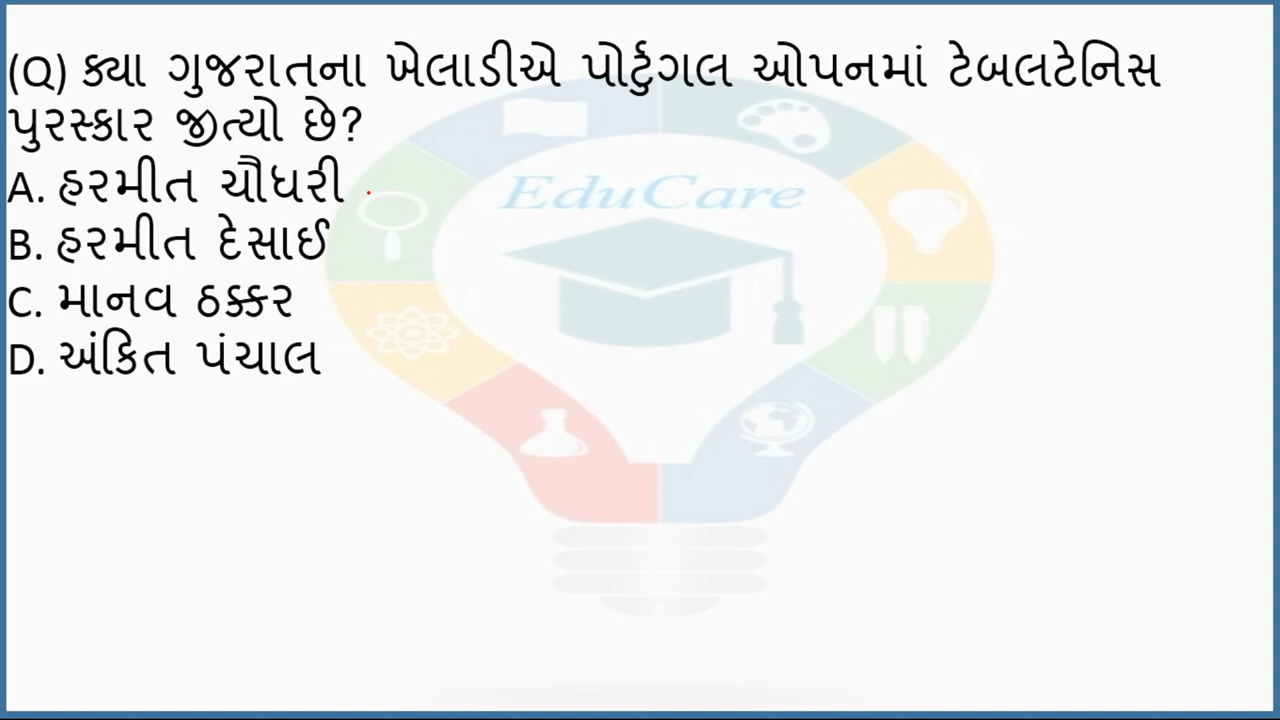 (Q) ક્યા ગુજરાતના ખેલાડીએ પોર્ટુગલ ઓપનમાં ટેબલટેનિસ
પુરસ્કાર જીત્યો છે?
A. હરમીત ચૌધરી
EduCare
B. હરમીત દેસાઈ
C. માનવ ઠક્કર
D. અંકિત પંચાલ